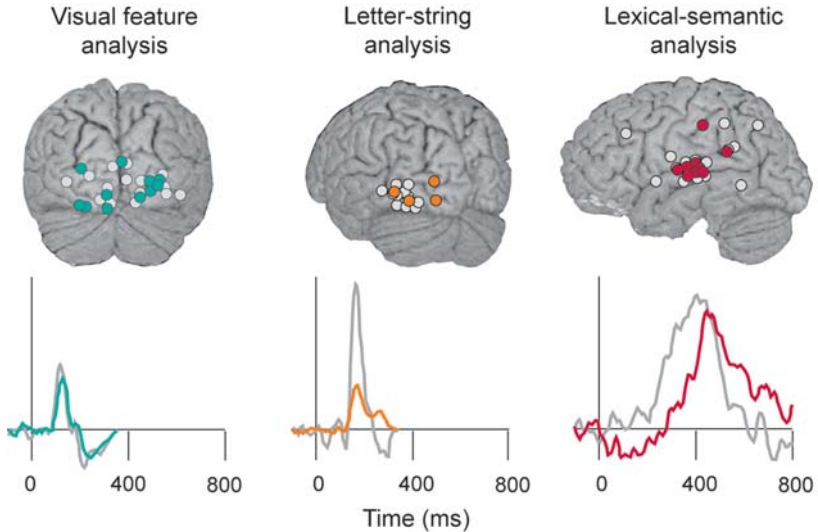 Visual feature
analysis
Letter-string
analysis
Lexical-semantic
analysis
0 400 800
0 400 800
0 400 800
Time (ms)